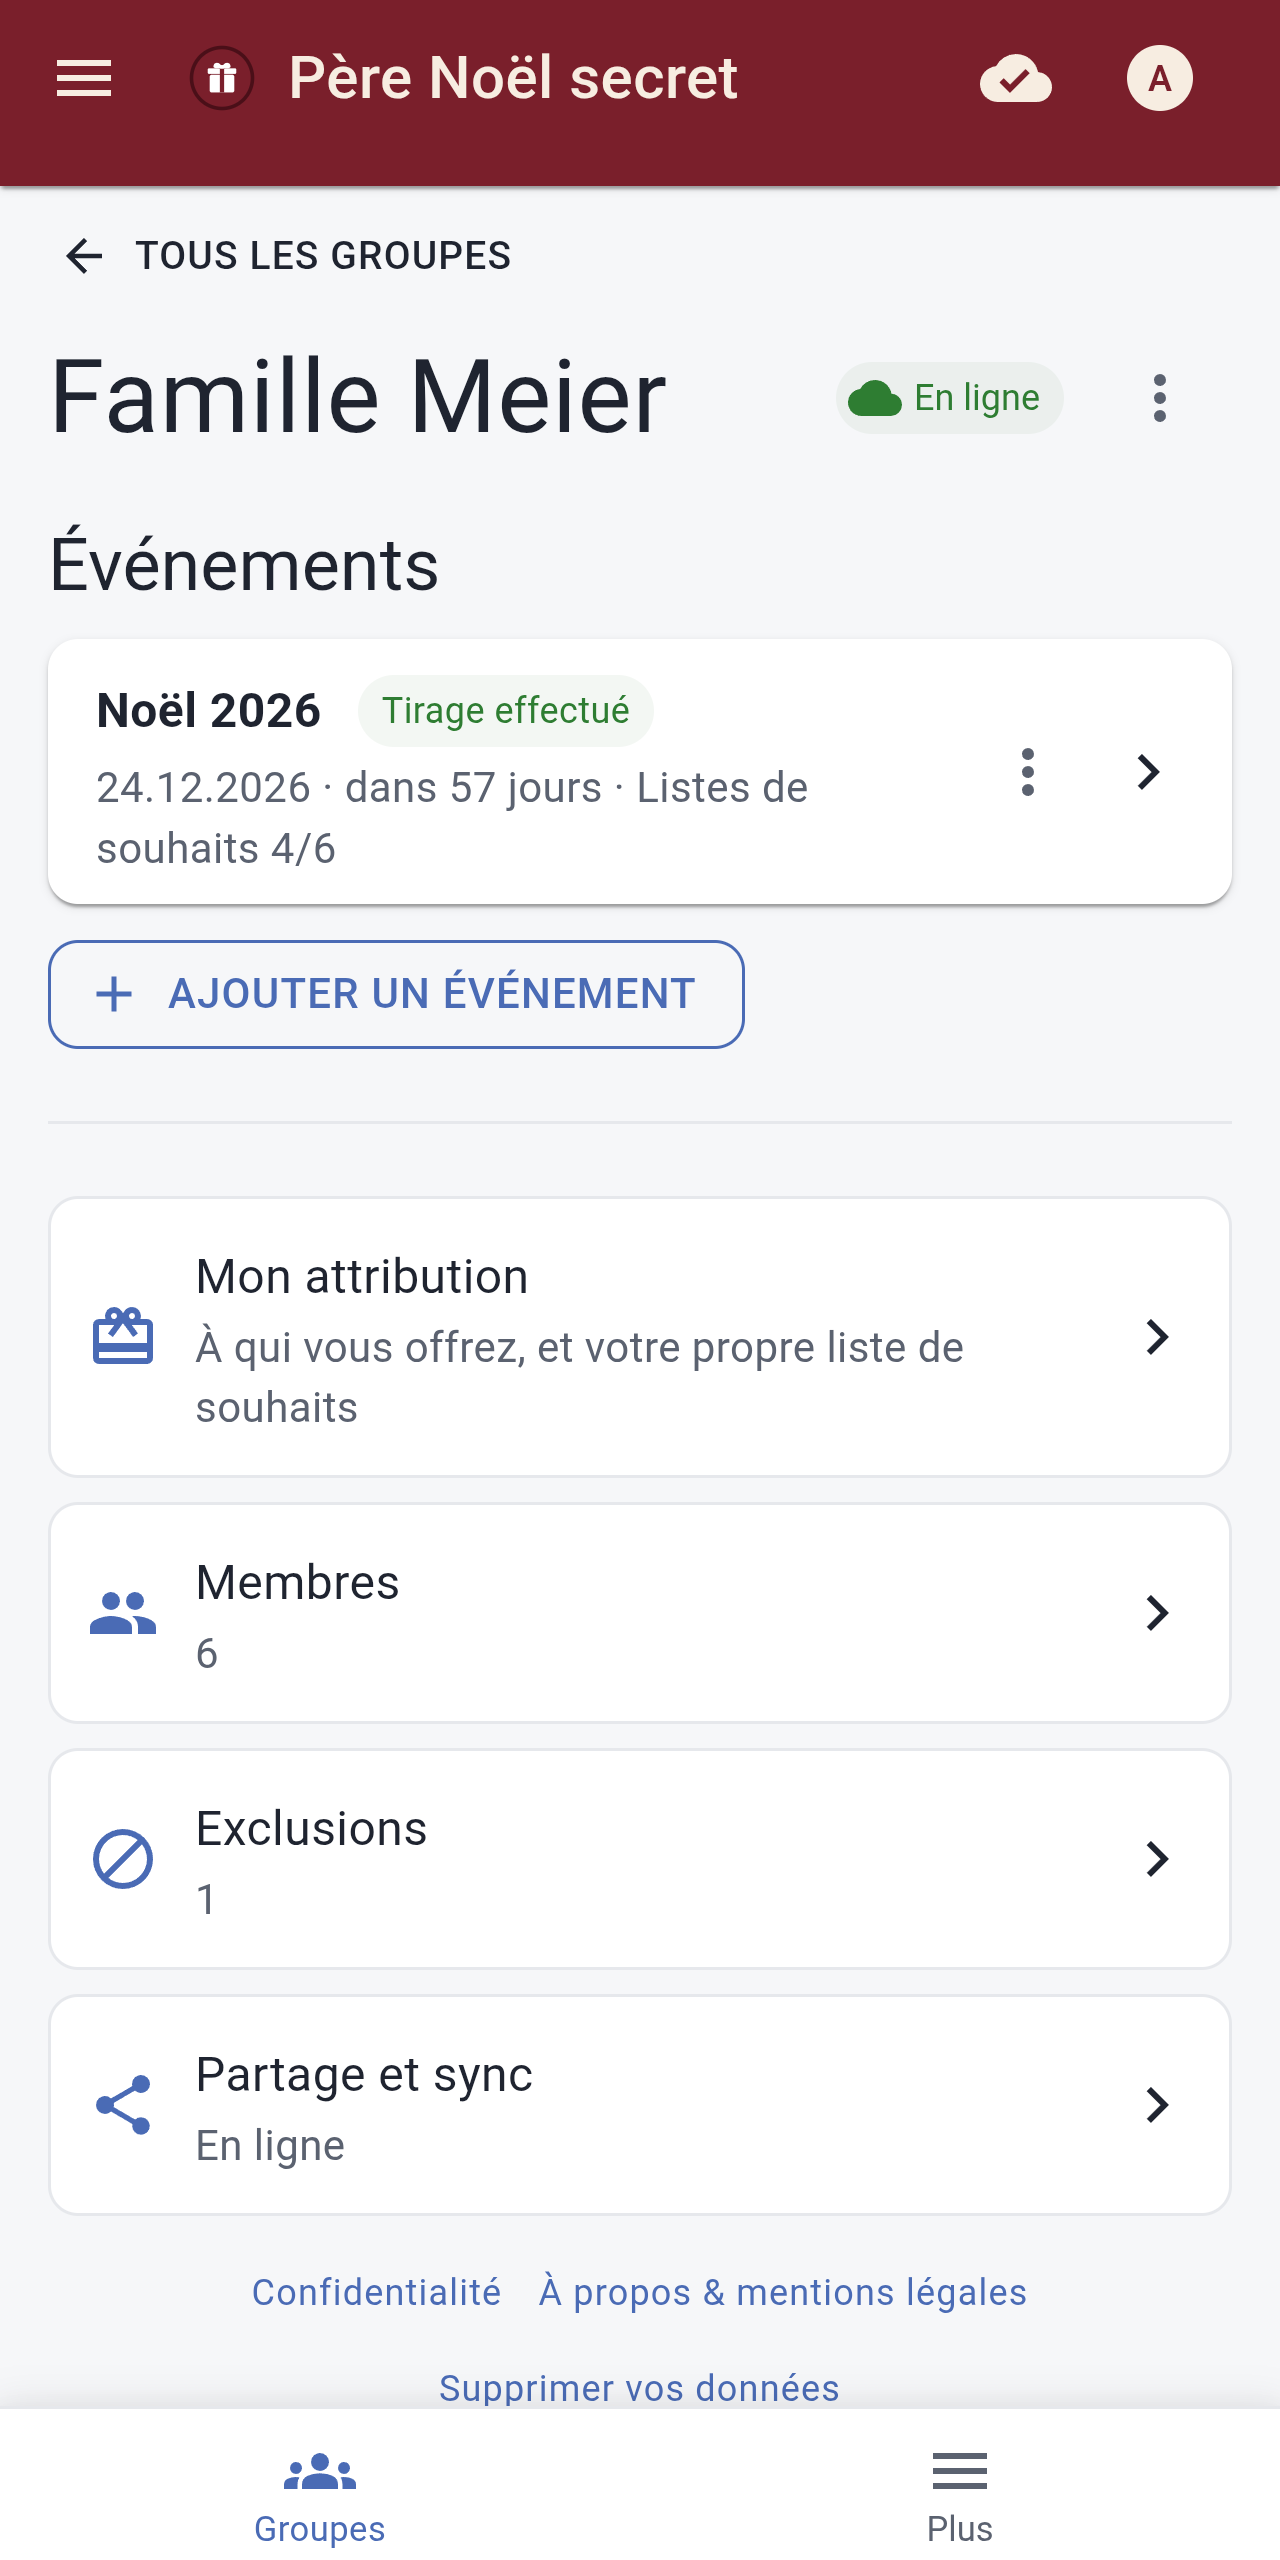 Père Noël secret
A
TOUS LES GROUPES
Famille Meier
En ligne
Événements
Noël 2026
Tirage effectué
24.12.2026 · dans 57 jours · Listes de
souhaits 4/6
AJOUTER UN ÉVÉNEMENT
Mon attribution
À qui vous offrez, et votre propre liste de
souhaits
Membres
6
Exclusions
1
Partage et sync
En ligne
Confidentialité À propos & mentions légales
Supprimer vos données
Groupes
Plus